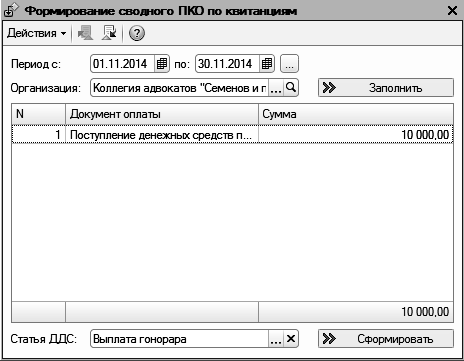 Формирование сводного ПКО по квитанциям
Действия
Период с: 01.11.2014 по: 30.11.2014 ...
Организация: Коллегия адвокатов "Семенов и г ... Заполнить
N Документ оплаты Сумма
1 Поступление денежных средств п... 10 000,00
10 000,00
Статья ДДС: Выплата гонорара ... Сформировать